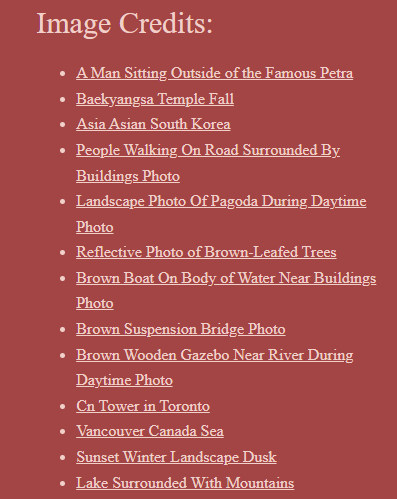 Image Credits:
A Man Sitting Outside of the Famous Petra
Baekyangsa Temple Fall
Asia Asian South Korea
People Walking On Road Surrounded By
Buildings Photo
Landscape Photo Of Pagoda During Daytime
Photo
Reflective Photo of Brown-Leafed Trees
Brown Boat On Body of Water Near Buildings
Photo
Brown Suspension Bridge Photo
Brown Wooden Gazebo Near River During
Daytime Photo
Cn Tower in Toronto
Vancouver Canada Sea
Sunset Winter Landscape Dusk
Lake Surrounded With Mountains